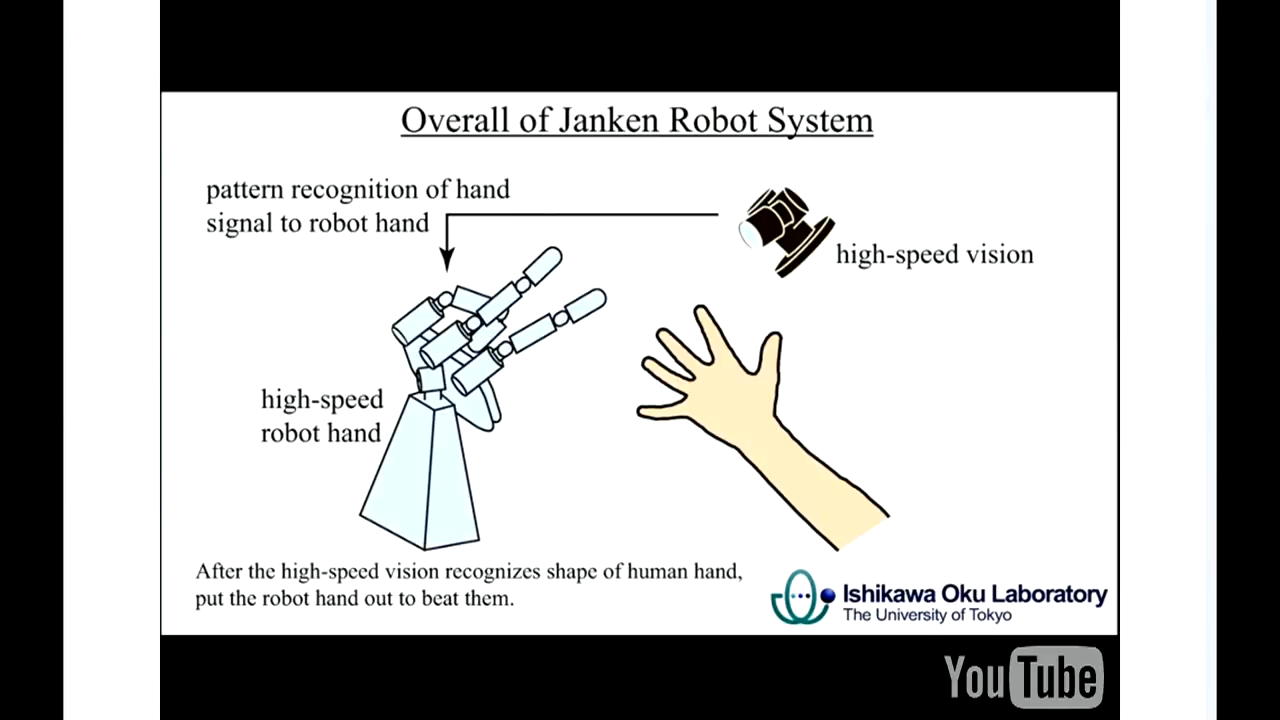 Overall of Janken Robot System
pattern recognition of hand
signal to robot hand
high-speed vision
high-speed
robot hand
After the high-speed vision recognizes shape of human hand,
put the robot hand out to beat them.
Ishikawa Oku Laboratory
The University of Tokyo
YouTube